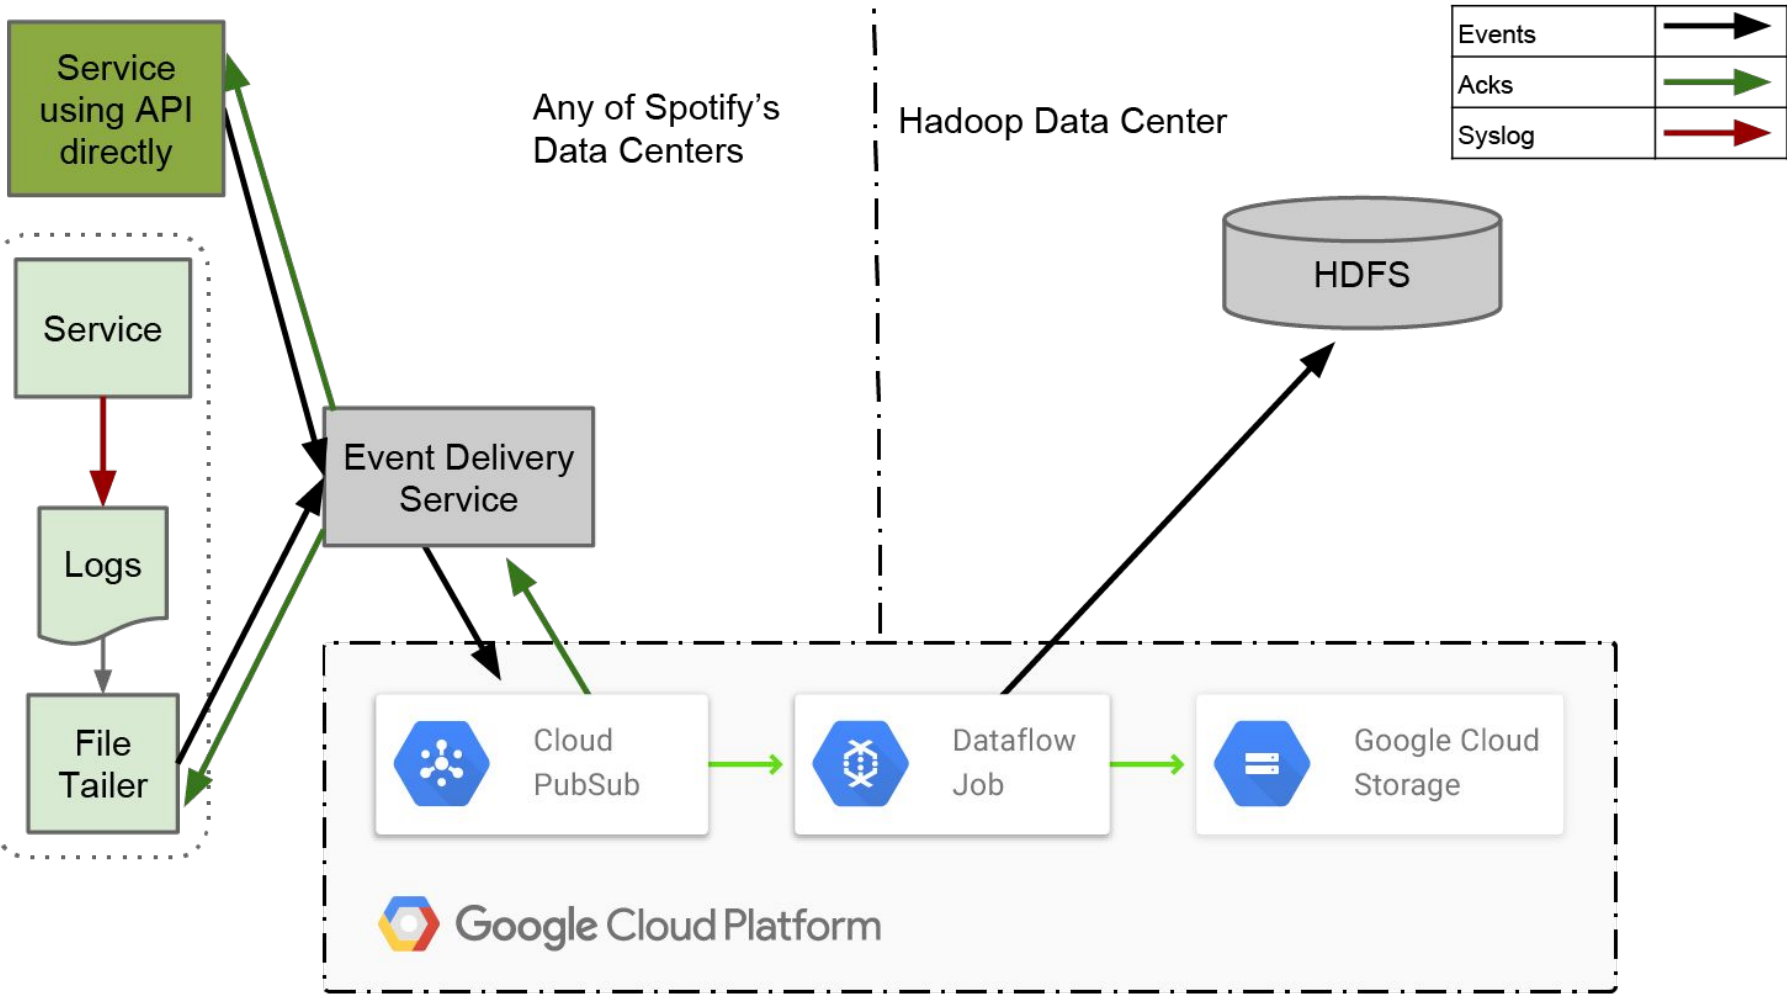 Service
using API
directly
Any of Spotify's
Data Centers
Hadoop Data Center
Events
Acks
Syslog
HDFS
Service
Event Delivery
Service
Logs
File
Tailer
Cloud
PubSub
Dataflow
Job
Google Cloud
Storage
Google Cloud Platform